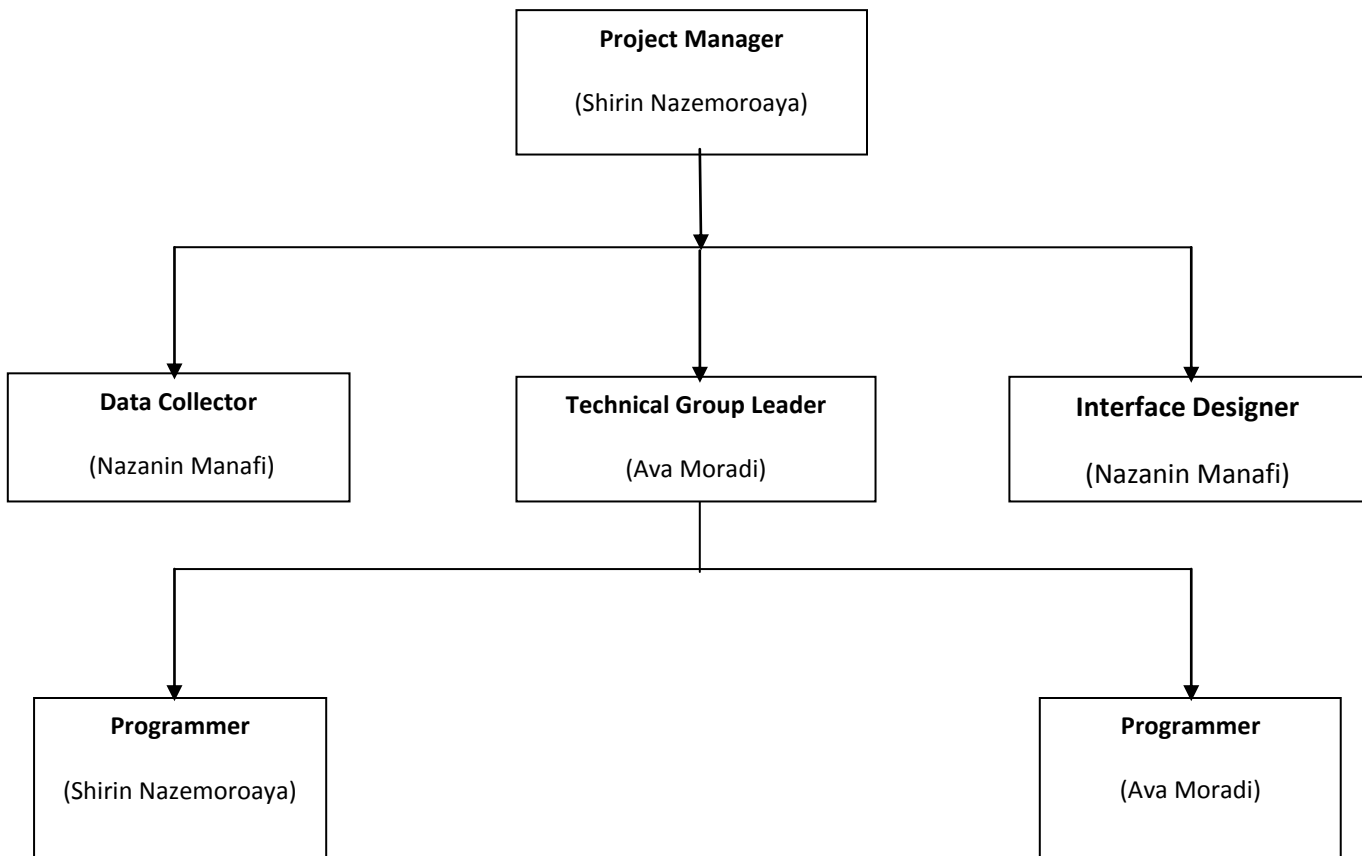 Project Manager
(Shirin Nazemoroaya)
Data Collector
(Nazanin Manafi)
Technical Group Leader
(Ava Moradi)
Interface Designer
(Nazanin Manafi)
Programmer
(Shirin Nazemoroaya)
Programmer
(Ava Moradi)